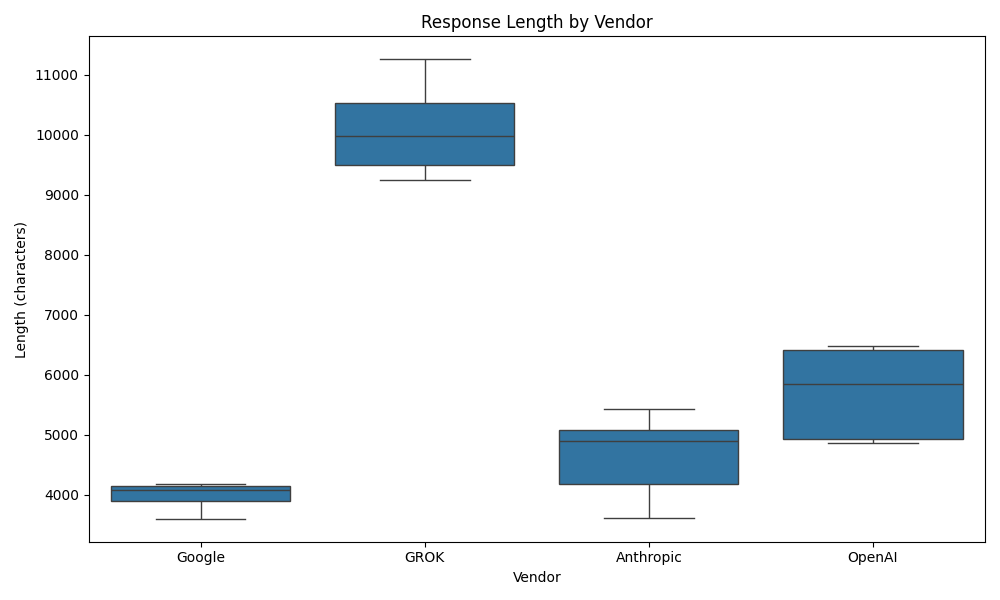 Response Length by Vendor
Length (characters)
11000
10000
9000
8000
7000
6000
5000
4000
Google
GROK
Anthropic
OpenAI
Vendor